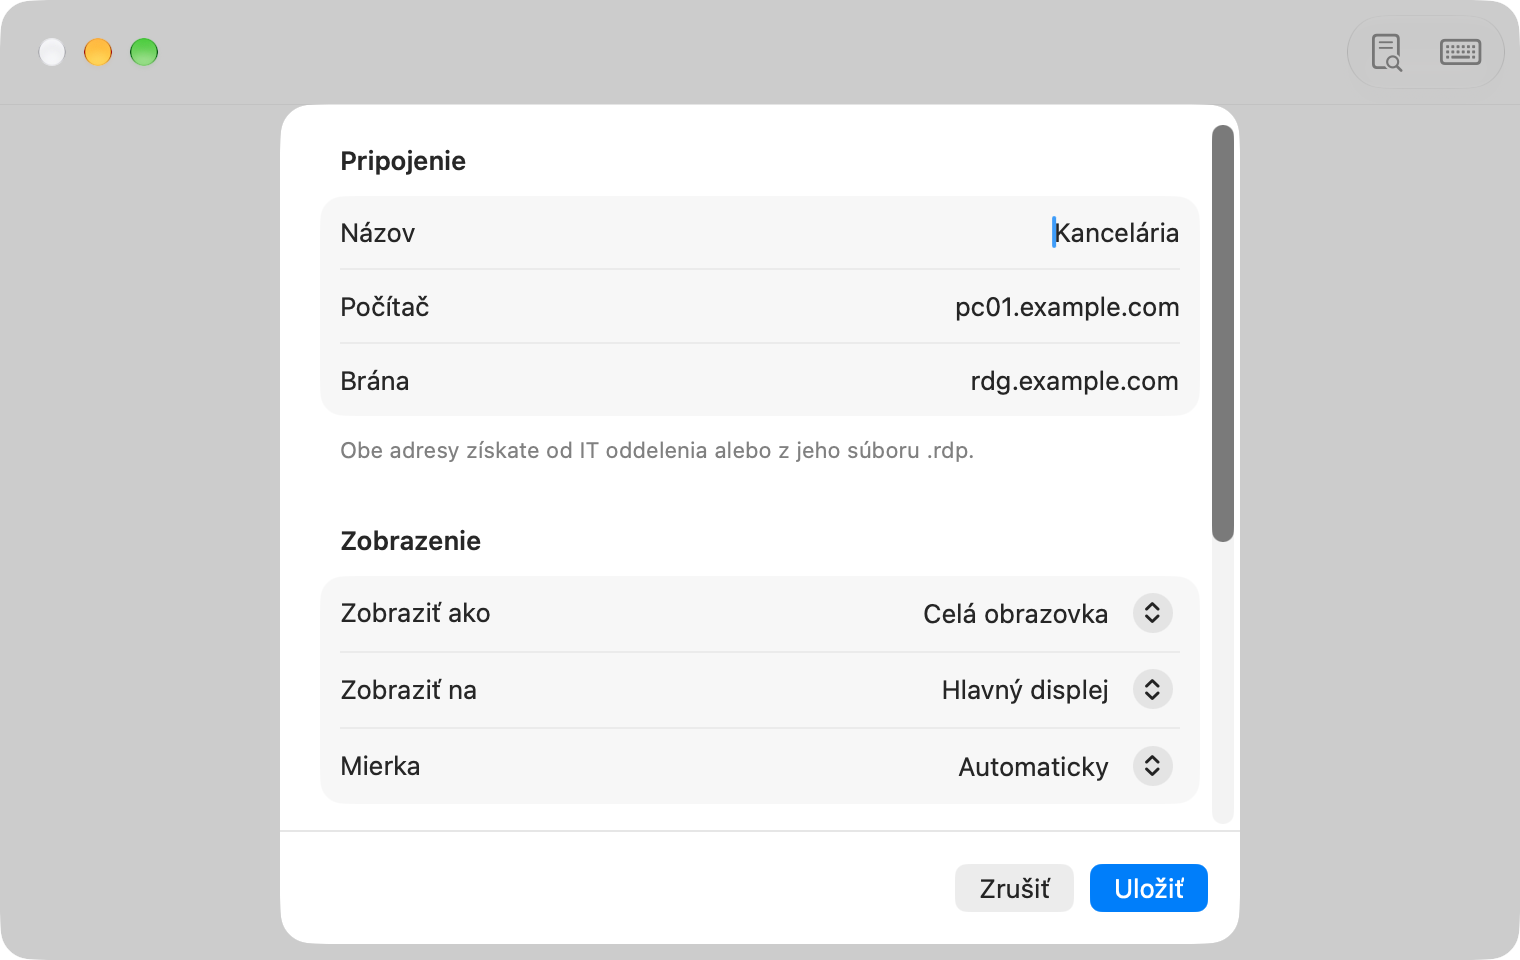 Pripojenie
Názov Kancelária
Počítač pc01.example.com
Brána rdg.example.com
Obe adresy získate od IT oddelenia alebo z jeho súboru .rdp.
Zobrazenie
Zobraziť ako Celá obrazovka
Zobraziť na Hlavný displej
Mierka Automaticky
Zrušiť Uložiť